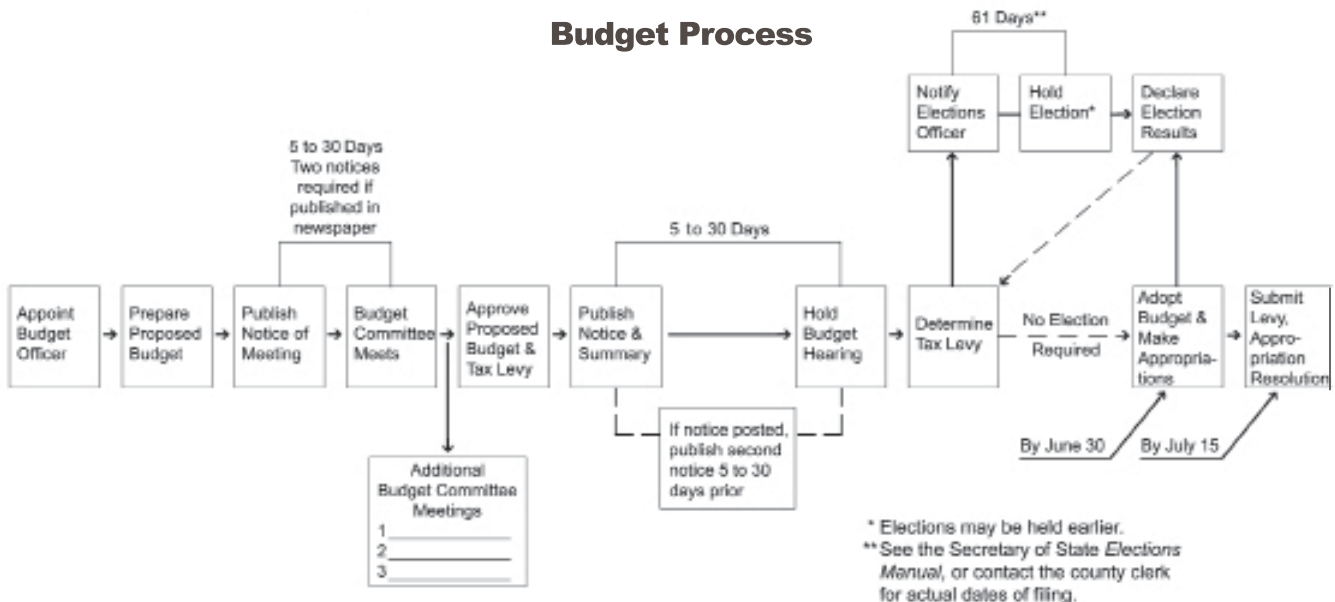 Budget Process
61 Days**
Notify
Elections
Officer
Hold
Election*
Declare
Election
Results
5 to 30 Days
Two notices
required if
published in
newspaper
5 to 30 Days
Appoint
Budget
Officer
Prepare
Proposed
Budget
Publish
Notice of
Meeting
Budget
Committee
Meets
Approve
Proposed
Budget &
Tax Levy
Publish
Notice &
Summary
Hold
Budget
Hearing
Determine
Tax Levy
No Election
Required
Adopt
Budget &
Make
Appropria-
tions
Submit
Levy,
Appro-
priation
Resolution
If notice posted,
publish second
notice 5 to 30
days prior
By June 30
By July 15
Additional
Budget Committee
Meetings
1
2
3
* Elections may be held earlier.
** See the Secretary of State Elections
Manual, or contact the county clerk
for actual dates of filing.